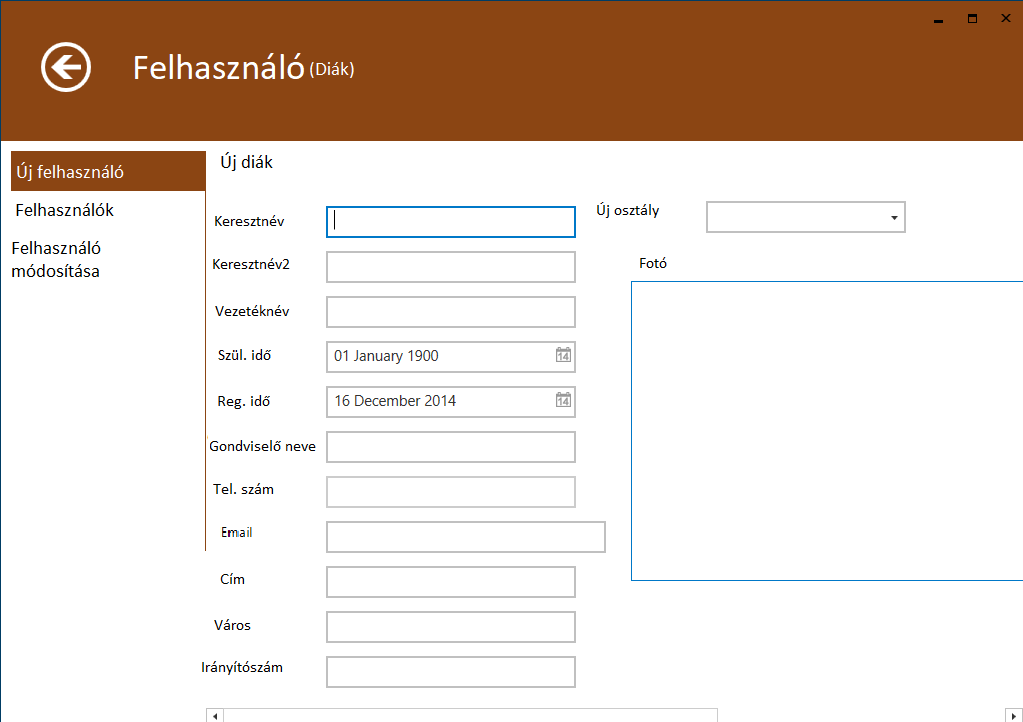 Felhasználó (Diák)
Új felhasználó
Felhasználók
Felhasználó
módosítása
Új diák
Keresztnév
Keresztnév2
Vezetéknév
Szül. idő
01 January 1900
14
Reg. idő
16 December 2014
14
Gondviselő neve
Tel. szám
Email
Cím
Város
Irányítószám
Új osztály
Fotó